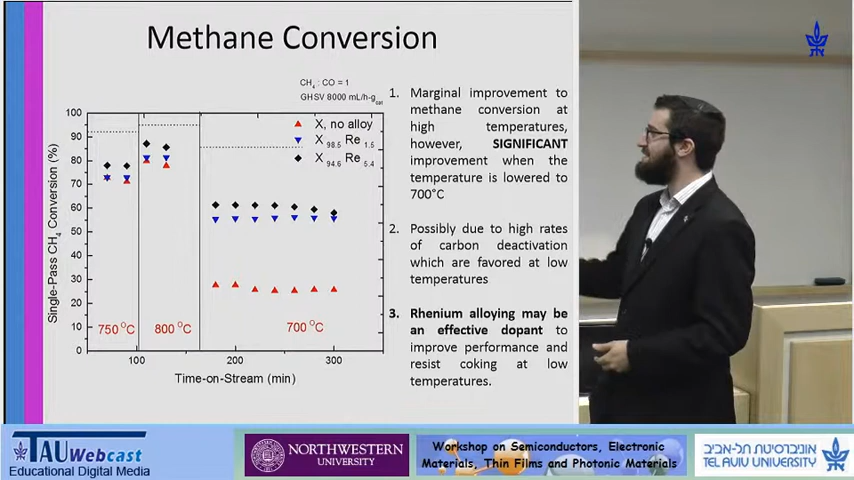 Methane Conversion
CH4 : CO = 1
GHSV 8000 mL/h-gcat
X, no alloy
X98.5 Re1.5
X94.6 Re5.4
Single-Pass CH4 Conversion (%)
100
90
80
70
60
50
40
30
20
10
0
750 °C
800 °C
700 °C
100
200
300
Time-on-Stream (min)
1. Marginal improvement to
methane conversion at
high temperatures,
however, SIGNIFICANT
improvement when the
temperature is lowered to
700°C
2. Possibly due to high rates
of carbon deactivation
which are favored at low
temperatures
3. Rhenium alloying may be
an effective dopant to
improve performance and
resist coking at low
temperatures.
TAUWebcast
Educational Digital Media
NORTHWESTERN
UNIVERSITY
Workshop on Semiconductors, Electronic
Materials, Thin Films and Photonic Materials
אוניברסיטת תל-אביב
TEL AVIV UNIVERSITY